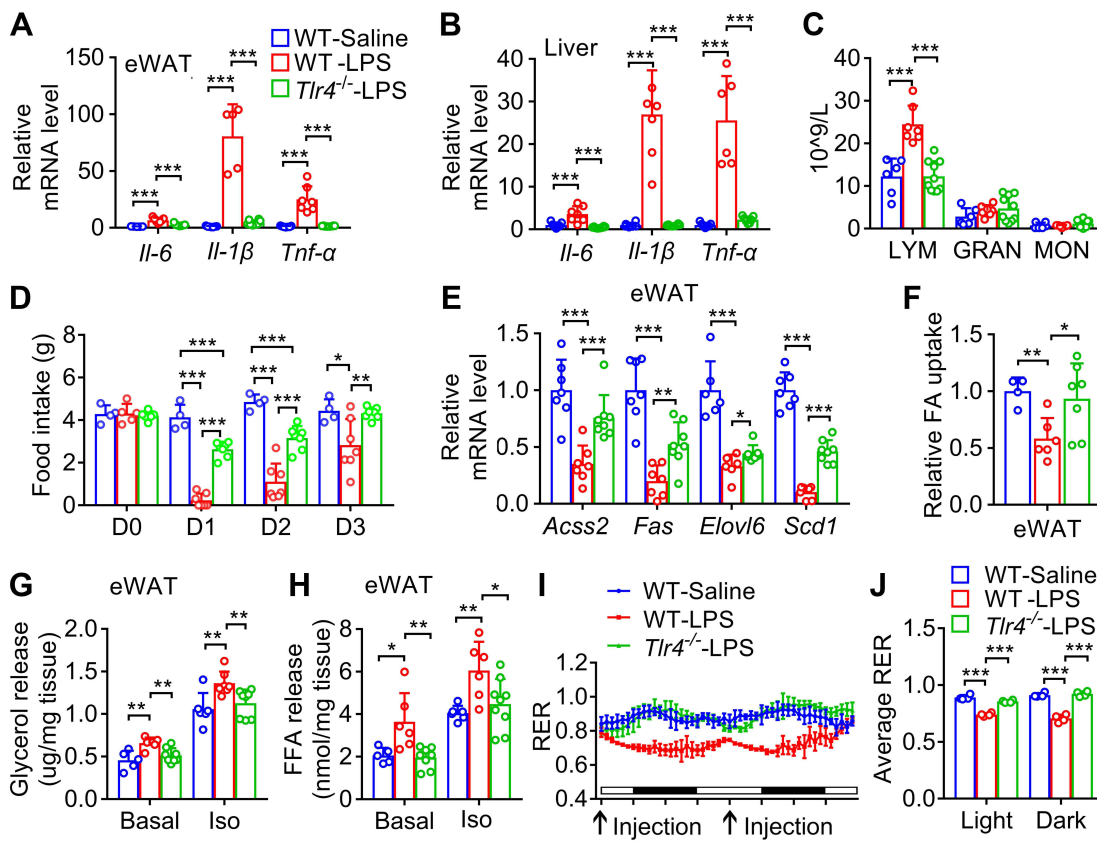 A
eWAT
WT-Saline
WT-LPS
Tlr4-/--LPS
Relative
mRNA level
150
100
50
0
***
***
***
***
***
***
Il-6
Il-1β
Tnf-α
B
Liver
Relative
mRNA level
40
30
20
10
0
***
***
***
***
***
***
Il-6
Il-1β
Tnf-α
C
10^9/L
40
30
20
10
0
***
***
LYM
GRAN
MON
D
Food intake (g)
8
6
4
2
0
***
***
***
***
***
***
*
**
D0
D1
D2
D3
E
eWAT
Relative
mRNA level
1.5
1.0
0.5
0.0
***
***
***
**
***
*
***
***
Acss2
Fas
Elovl6
Scd1
F
Relative FA uptake
1.5
1.0
0.5
0.0
**
*
eWAT
G
eWAT
Glycerol release
(ug/mg tissue)
2.0
1.5
1.0
0.5
0.0
**
**
**
**
Basal
Iso
H
eWAT
FFA release
(nmol/mg tissue)
8
6
4
2
0
*
**
**
*
Basal
Iso
I
WT-Saline
WT-LPS
Tlr4-/--LPS
RER
1.2
1.0
0.8
0.6
0.4
↑ Injection
↑ Injection
J
WT-Saline
WT-LPS
Tlr4-/--LPS
Average RER
1.5
1.0
0.5
0.0
***
***
***
***
Light
Dark